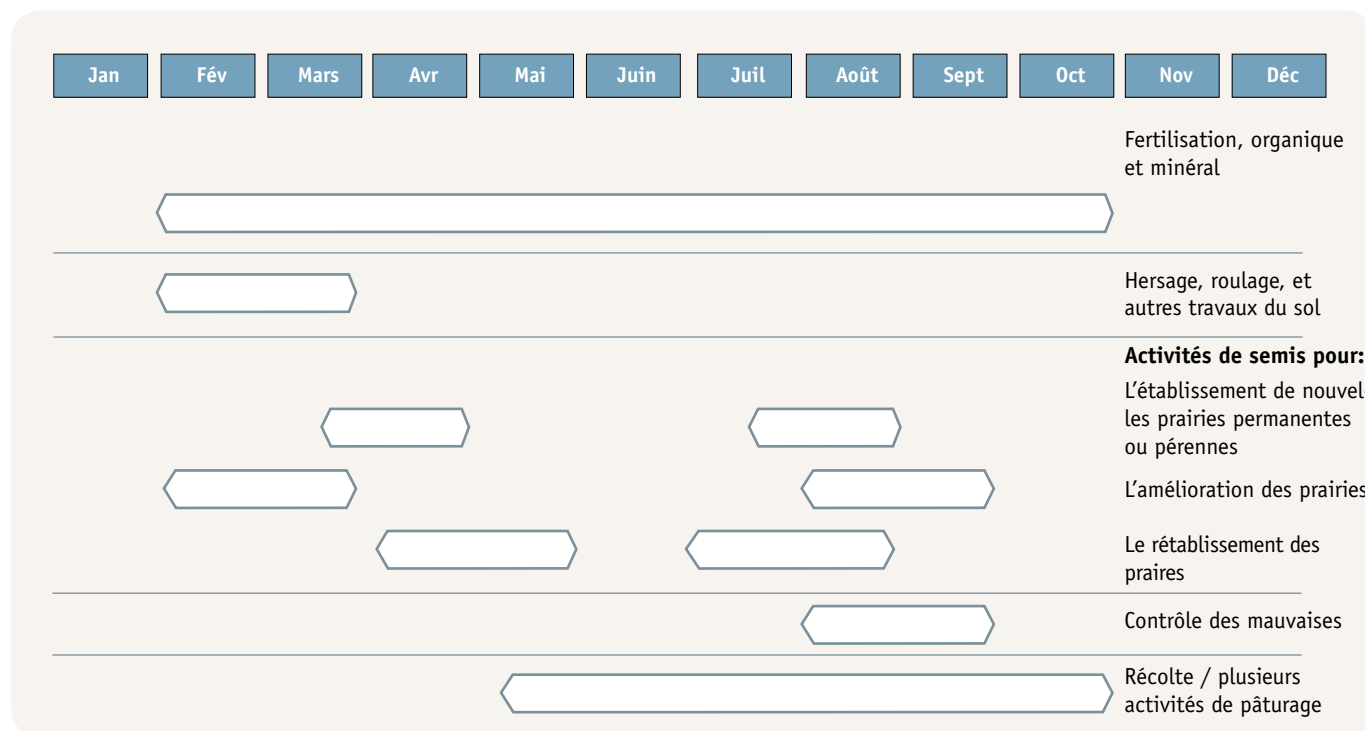 Jan Fév Mars Avr Mai Juin Juil Août Sept Oct Nov Déc
Fertilisation, organique
et minéral
Hersage, roulage, et
autres travaux du sol
Activités de semis pour:
L'établissement de nouvel
les prairies permanentes
ou pérennes
L'amélioration des prairies
Le rétablissement des
praires
Contrôle des mauvaises
Récolte / plusieurs
activités de pâturage